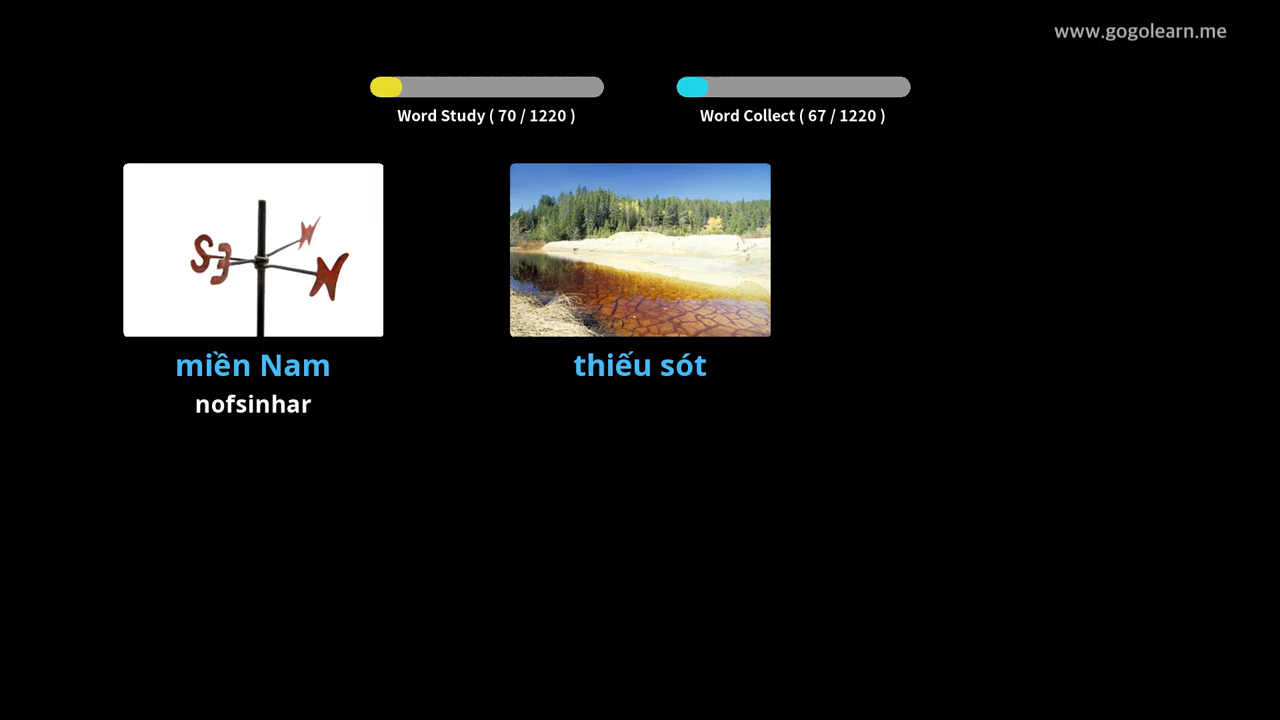 www.gogolearn.me
Word Study ( 70 / 1220 )
Word Collect ( 67 / 1220 )
S
E
N
W
miền Nam
thiếu sót
nofsinhar